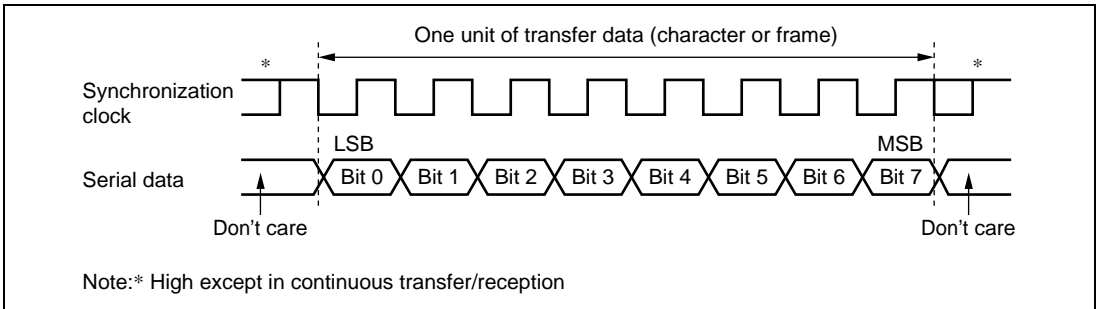 One unit of transfer data (character or frame)
* *
Synchronization
clock
LSB MSB
Serial data Bit 0 Bit 1 Bit 2 Bit 3 Bit 4 Bit 5 Bit 6 Bit 7
Don't care Don't care
Note:* High except in continuous transfer/reception